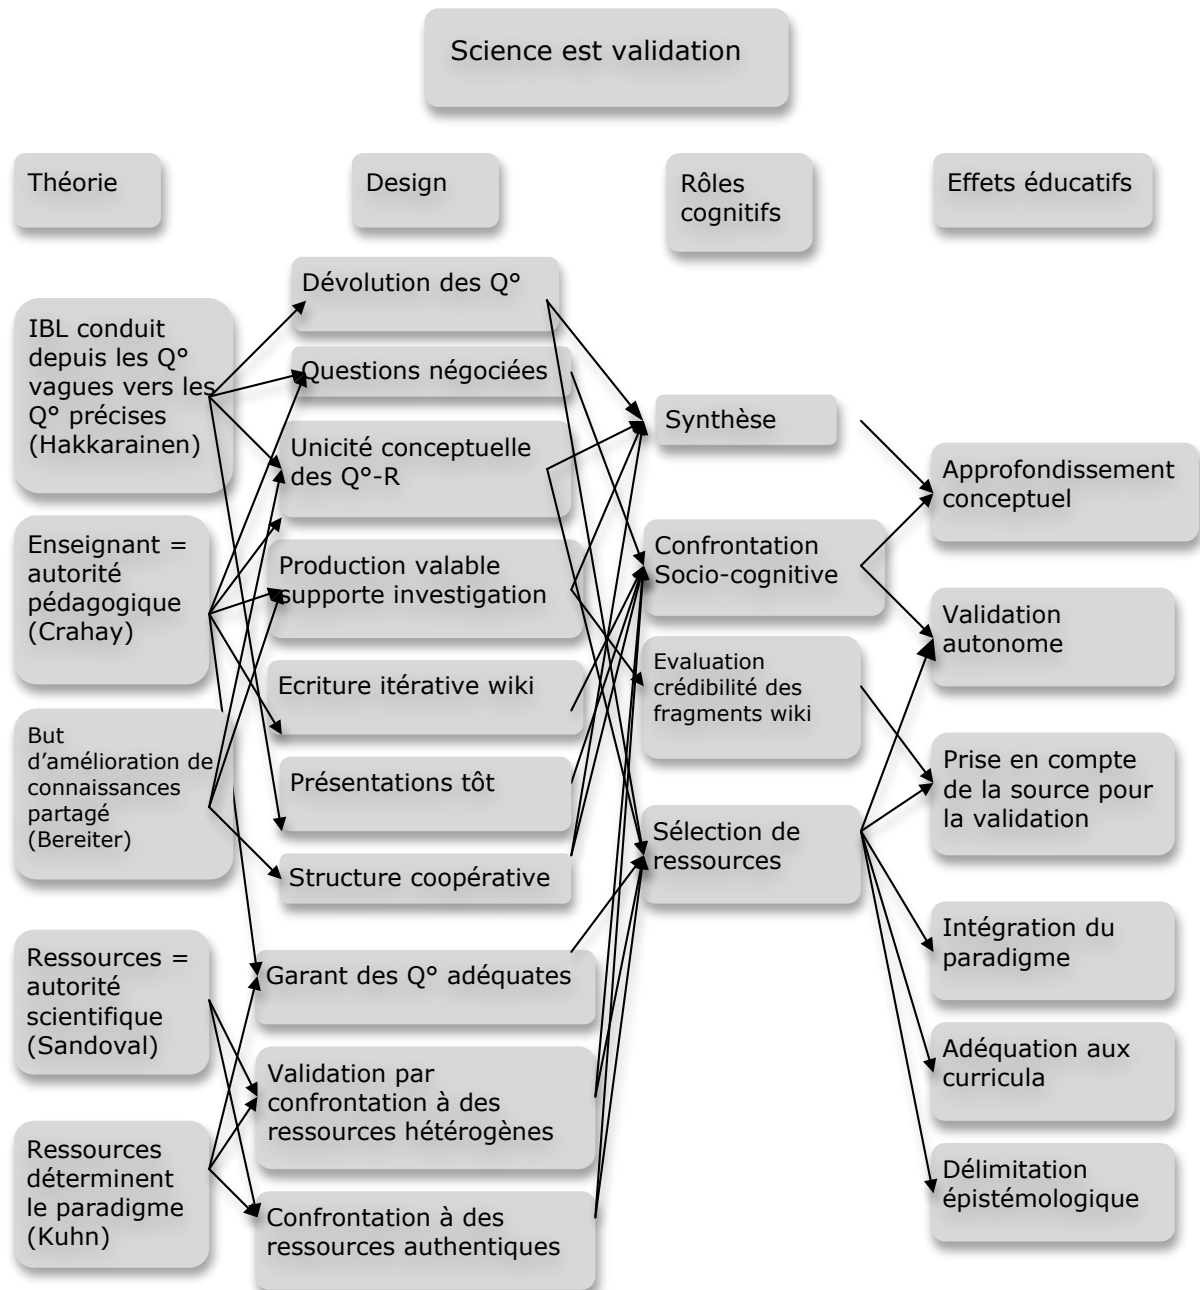 Science est validation
Théorie
Design
Rôles
cognitifs
Effets éducatifs
IBL conduit
depuis les Q°
vagues vers les
Q° précises
(Hakkarainen)
Enseignant =
autorité
pédagogique
(Crahay)
But
d’amélioration de
connaissances
partagé
(Bereiter)
Ressources =
autorité
scientifique
(Sandoval)
Ressources
déterminent
le paradigme
(Kuhn)
Dévolution des Q°
Questions négociées
Unicité conceptuelle
des Q°-R
Production valable
supporte investigation
Ecriture itérative wiki
Présentations tôt
Structure coopérative
Garant des Q° adéquates
Validation par
confrontation à des
ressources hétérogènes
Confrontation à des
ressources authentiques
Synthèse
Confrontation
Socio-cognitive
Evaluation
crédibilité des
fragments wiki
Sélection de
ressources
Approfondissement
conceptuel
Validation
autonome
Prise en compte
de la source pour
la validation
Intégration du
paradigme
Adéquation aux
curricula
Délimitation
épistémologique